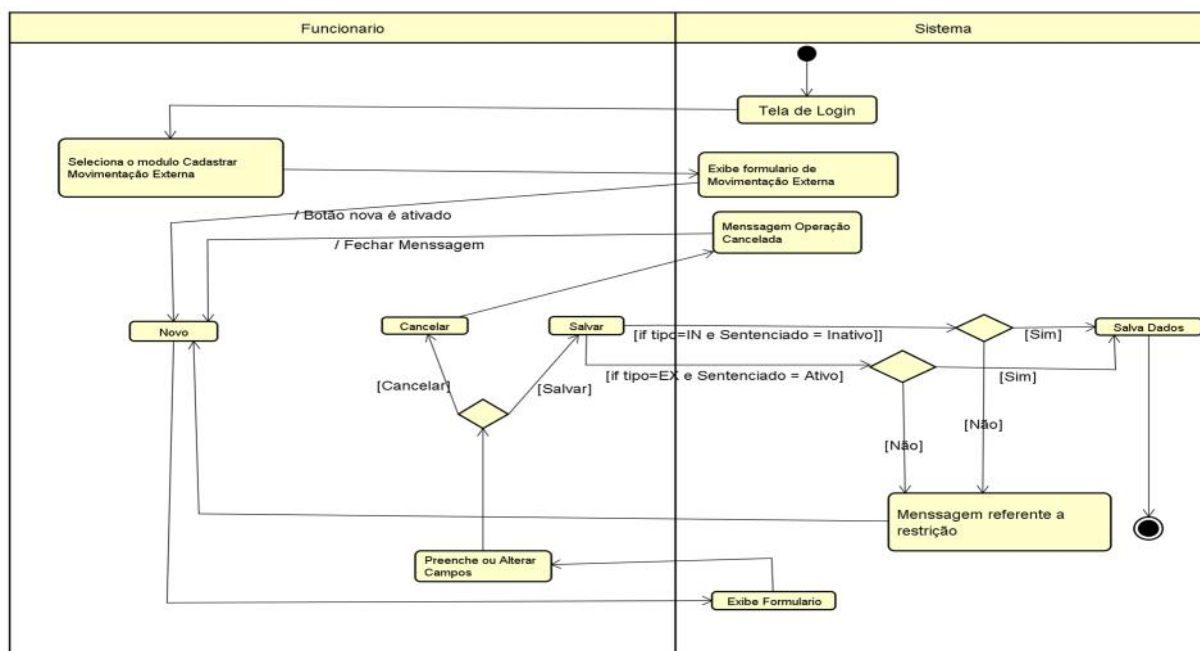 Funcionario
Sistema
Tela de Login
Seleciona o modulo Cadastrar
Movimentação Externa
Exibe formulario de
Movimentação Externa
/ Botão nova é ativado
Menssagem Operação
Cancelada
/ Fechar Menssagem
Novo
Cancelar
Salvar
[if tipo=IN e Sentenciado = Inativo]]
[Sim]
Salva Dados
[if tipo=EX e Sentenciado = Ativo]
[Sim]
[Cancelar]
[Salvar]
[Não]
[Não]
Menssagem referente a
restrição
Preenche ou Alterar
Campos
Exibe Formulario